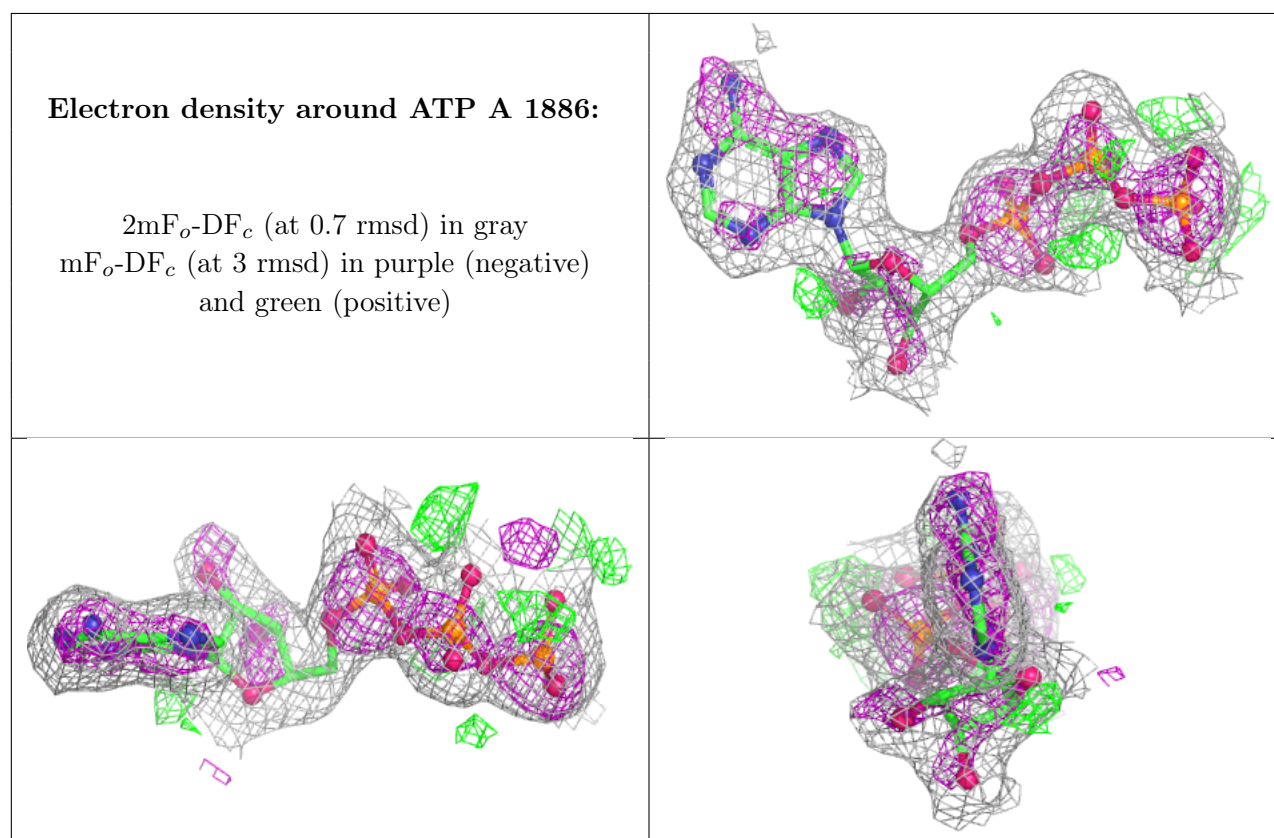 Electron density around ATP A 1886:
2mFo-DFc (at 0.7 rmsd) in gray
mFo-DFc (at 3 rmsd) in purple (negative)
and green (positive)